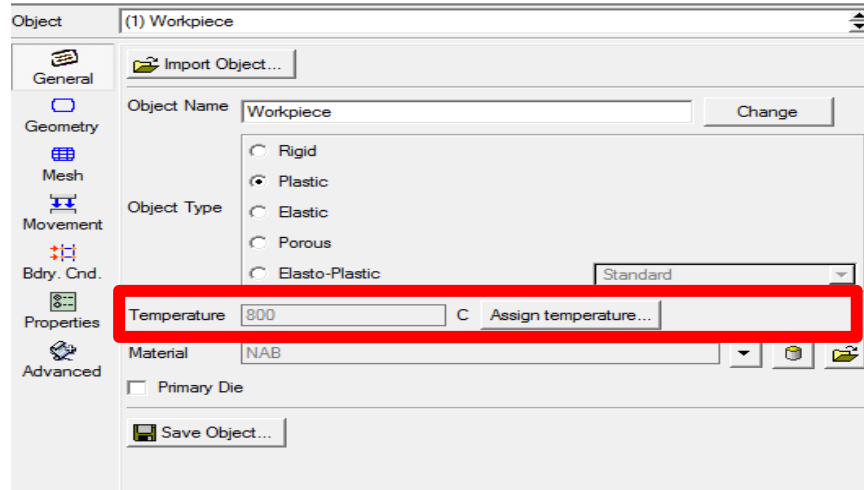 Object (1) Workpiece
General
Import Object...
Geometry
Object Name Workpiece Change
Mesh
Rigid
Plastic
Movement
Object Type Elastic
Porous
Bdry. Cnd.
Elasto-Plastic Standard
Properties
Temperature 800 C Assign temperature...
Advanced
Material NAB
Primary Die
Save Object...